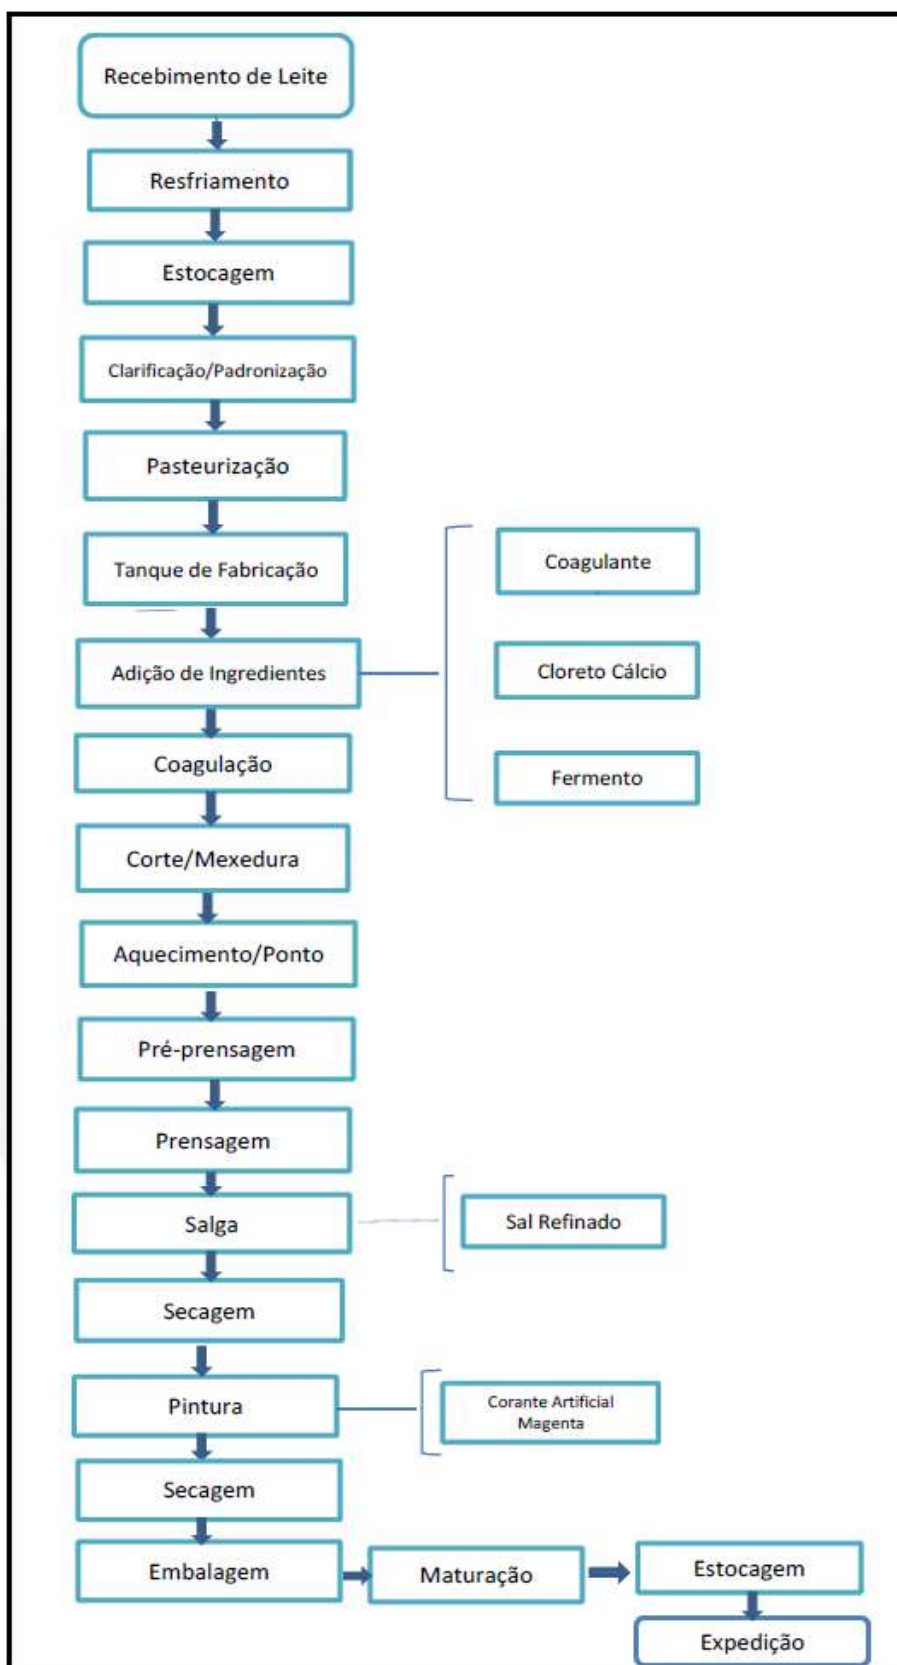 Recebimento de Leite
Resfriamento
Estocagem
Clarificação/Padronização
Pasteurização
Tanque de Fabricação
Adição de Ingredientes
Coagulante
Cloreto Cálcio
Fermento
Coagulação
Corte/Mexedura
Aquecimento/Ponto
Pré-prensagem
Prensagem
Salga
Sal Refinado
Secagem
Pintura
Corante Artificial
Magenta
Secagem
Embalagem
Maturação
Estocagem
Expedição